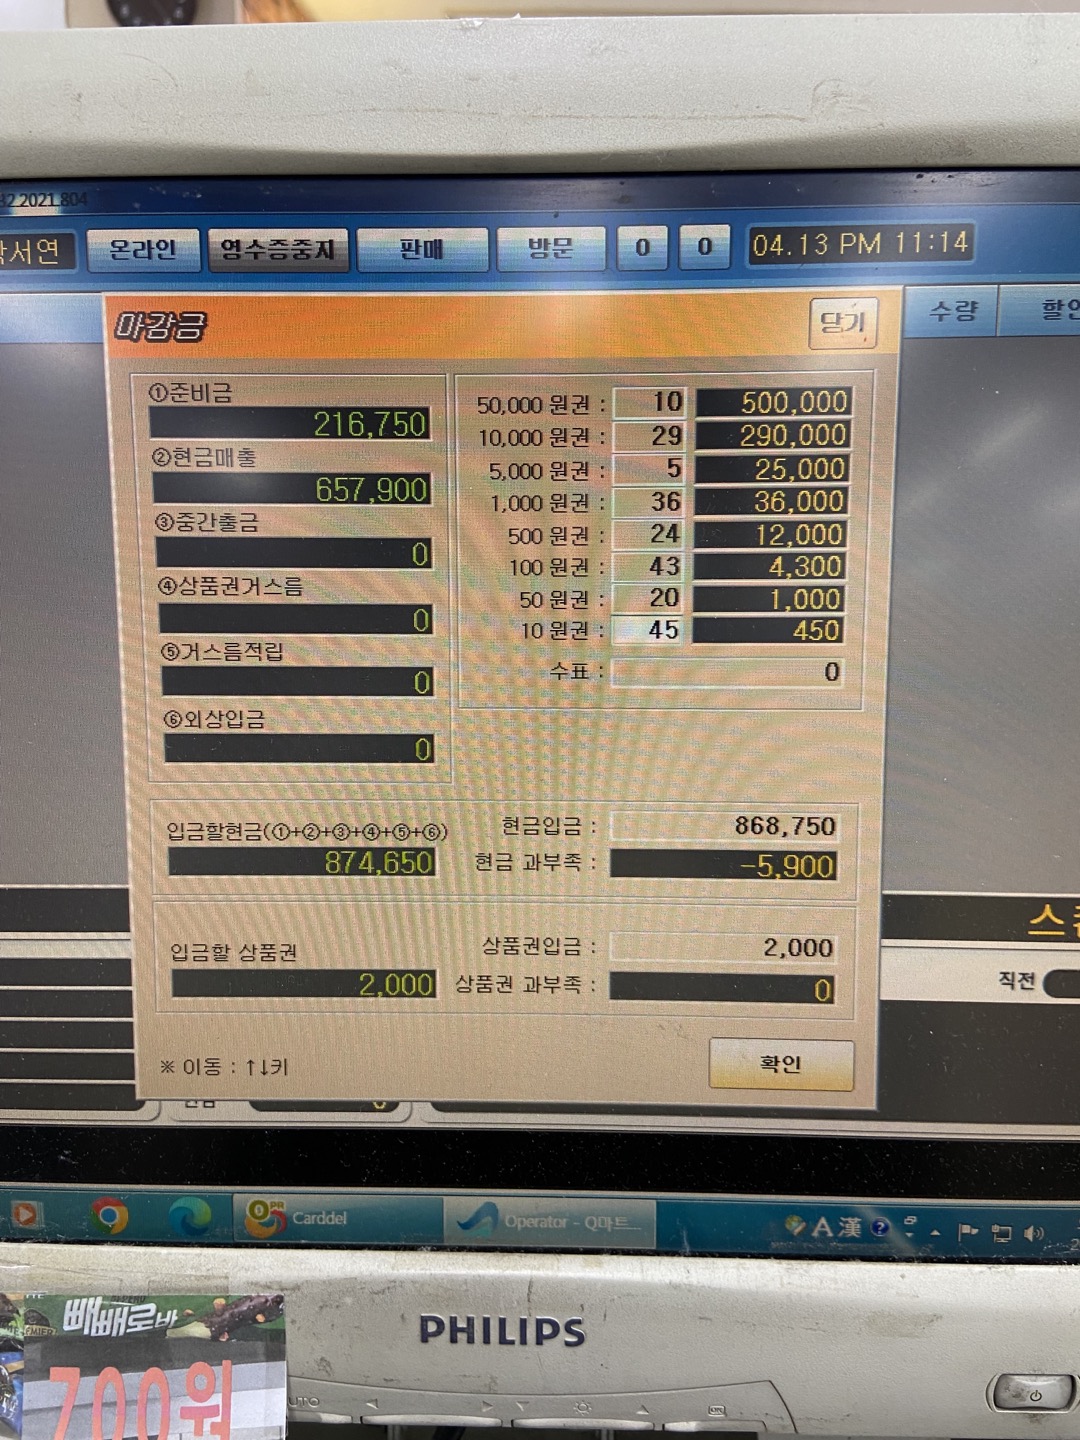 32.2021.804
서연 온라인 영수증중지 판매 방문 0 0 04.13 PM 11:14
마감금 닫기 수량
①준비금
216,750
②현금매출
657,900
③중간출금
0
④상품권거스름
0
⑤거스름적립
0
⑥외상입금
0
50,000 원권 : 10 500,000
10,000 원권 : 29 290,000
5,000 원권 : 5 25,000
1,000 원권 : 36 36,000
500 원권 : 24 12,000
100 원권 : 43 4,300
50 원권 : 20 1,000
10 원권 : 45 450
수표 : 0
입금할현금(①+②+③+④+⑤+⑥)
874,650
현금입금 : 868,750
현금 과부족 : -5,900
입금할 상품권
2,000
상품권입금 : 2,000
상품권 과부족 : 0
직전
※ 이동 : ↑↓키
확인
Carddel
Operator - Q마트
A 漢
빼빼로바
700원
PHILIPS